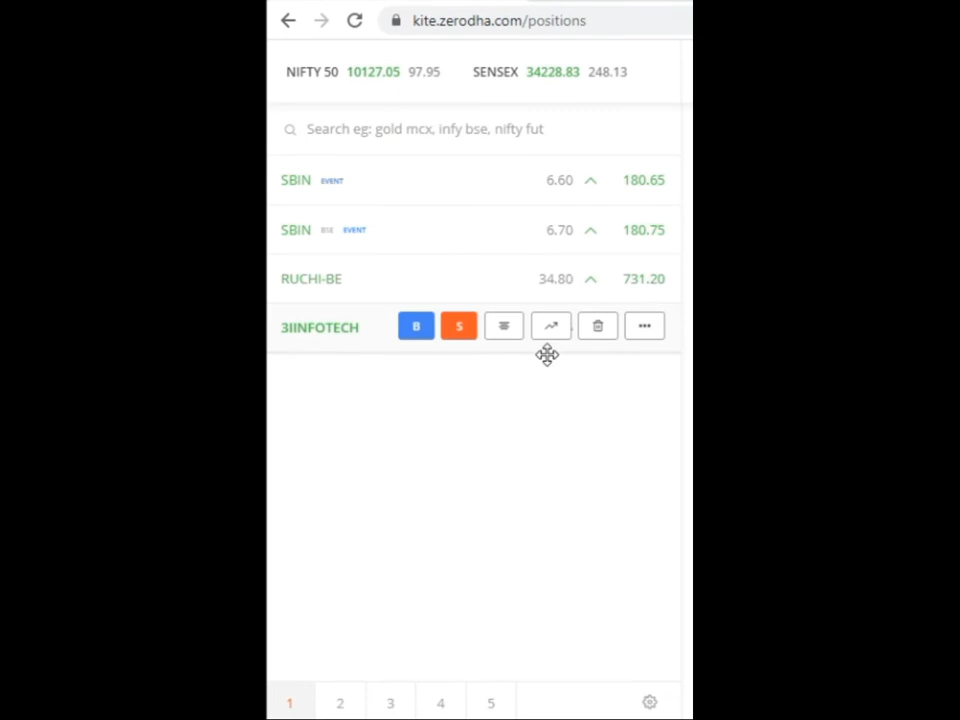 kite.zerodha.com/positions
NIFTY 50 10127.05 97.95 SENSEX 34228.83 248.13
Search eg: gold mcx, infy bse, nifty fut
SBIN EVENT 6.60 180.65
SBIN BSE EVENT 6.70 180.75
RUCHI-BE 34.80 731.20
3IINFOTECH B S
1 2 3 4 5